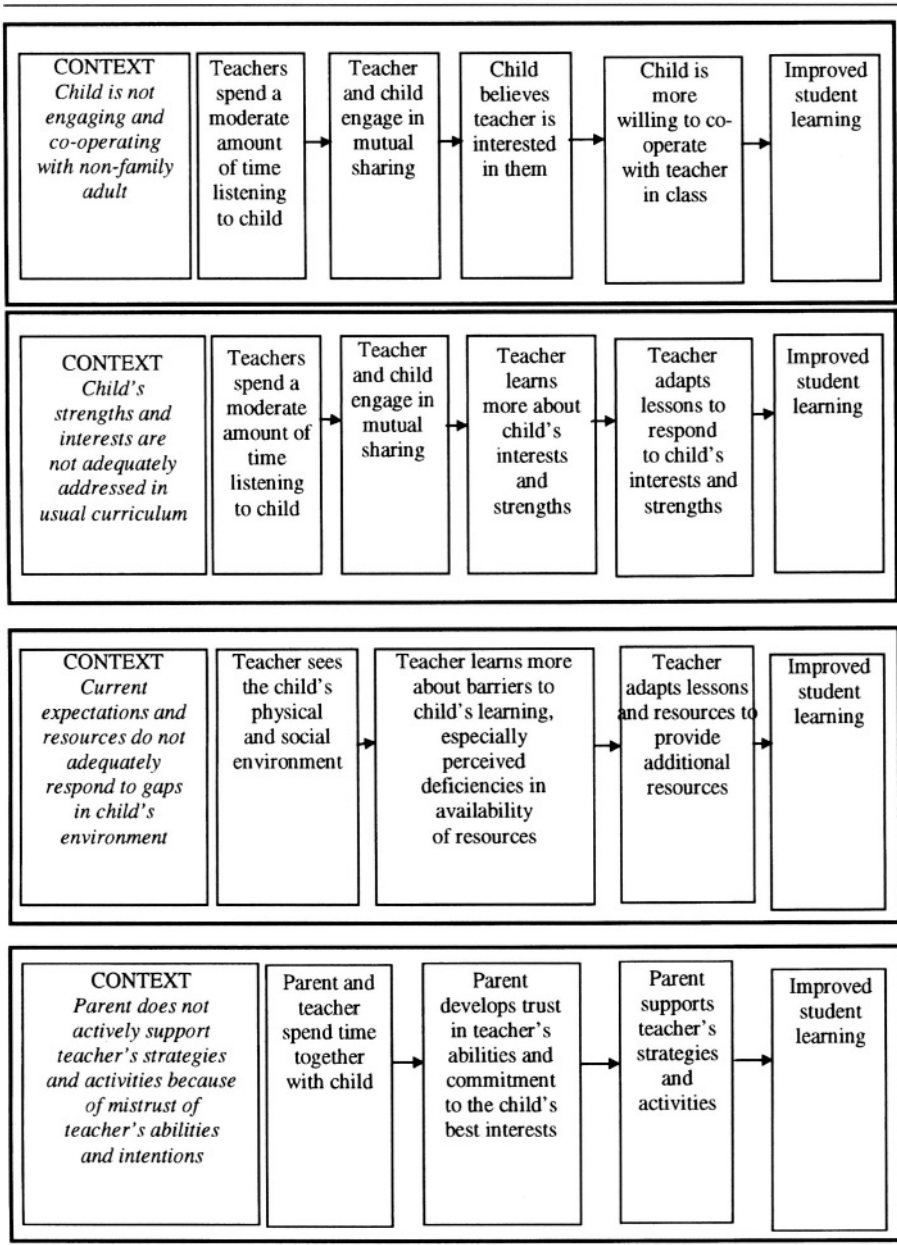 CONTEXT
Child is not
engaging and
co-operating
with non-family
adult
Teachers
spend a
moderate
amount
of time
listening
to child
Teacher
and child
engage in
mutual
sharing
Child
believes
teacher is
interested
in them
Child is
more
willing to co-
operate
with teacher
in class
Improved
student
learning
CONTEXT
Child's
strengths and
interests are
not adequately
addressed in
usual curriculum
Teachers
spend a
moderate
amount of
time
listening
to child
Teacher
and child
engage in
mutual
sharing
Teacher
learns
more about
child's
interests
and
strengths
Teacher
adapts
lessons to
respond
to child's
interests and
strengths
Improved
student
learning
CONTEXT
Current
expectations and
resources do not
adequately
respond to gaps
in child's
environment
Teacher sees
the child's
physical
and social
environment
Teacher learns more
about barriers to
child's learning,
especially
perceived
deficiencies in
availability
of resources
Teacher
adapts lessons
and resources to
provide
additional
resources
Improved
student
learning
CONTEXT
Parent does not
actively support
teacher's strategies
and activities because
of mistrust of
teacher's abilities
and intentions
Parent and
teacher
spend time
together
with child
Parent
develops trust
in teacher's
abilities and
commitment
to the child's
best interests
Parent
supports
teacher's
strategies
and
activities
Improved
student
learning